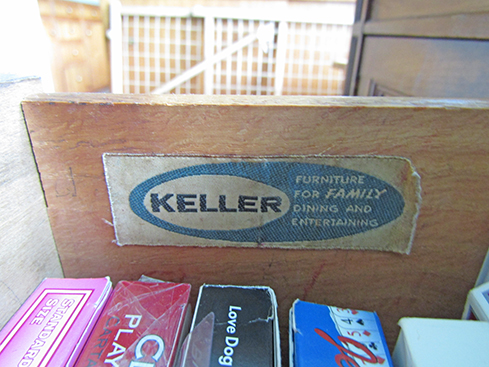 KELLER
FURNITURE
FOR FAMILY
DINING AND
ENTERTAINING
STANDARD
SIZE
PLAY
Love Dog